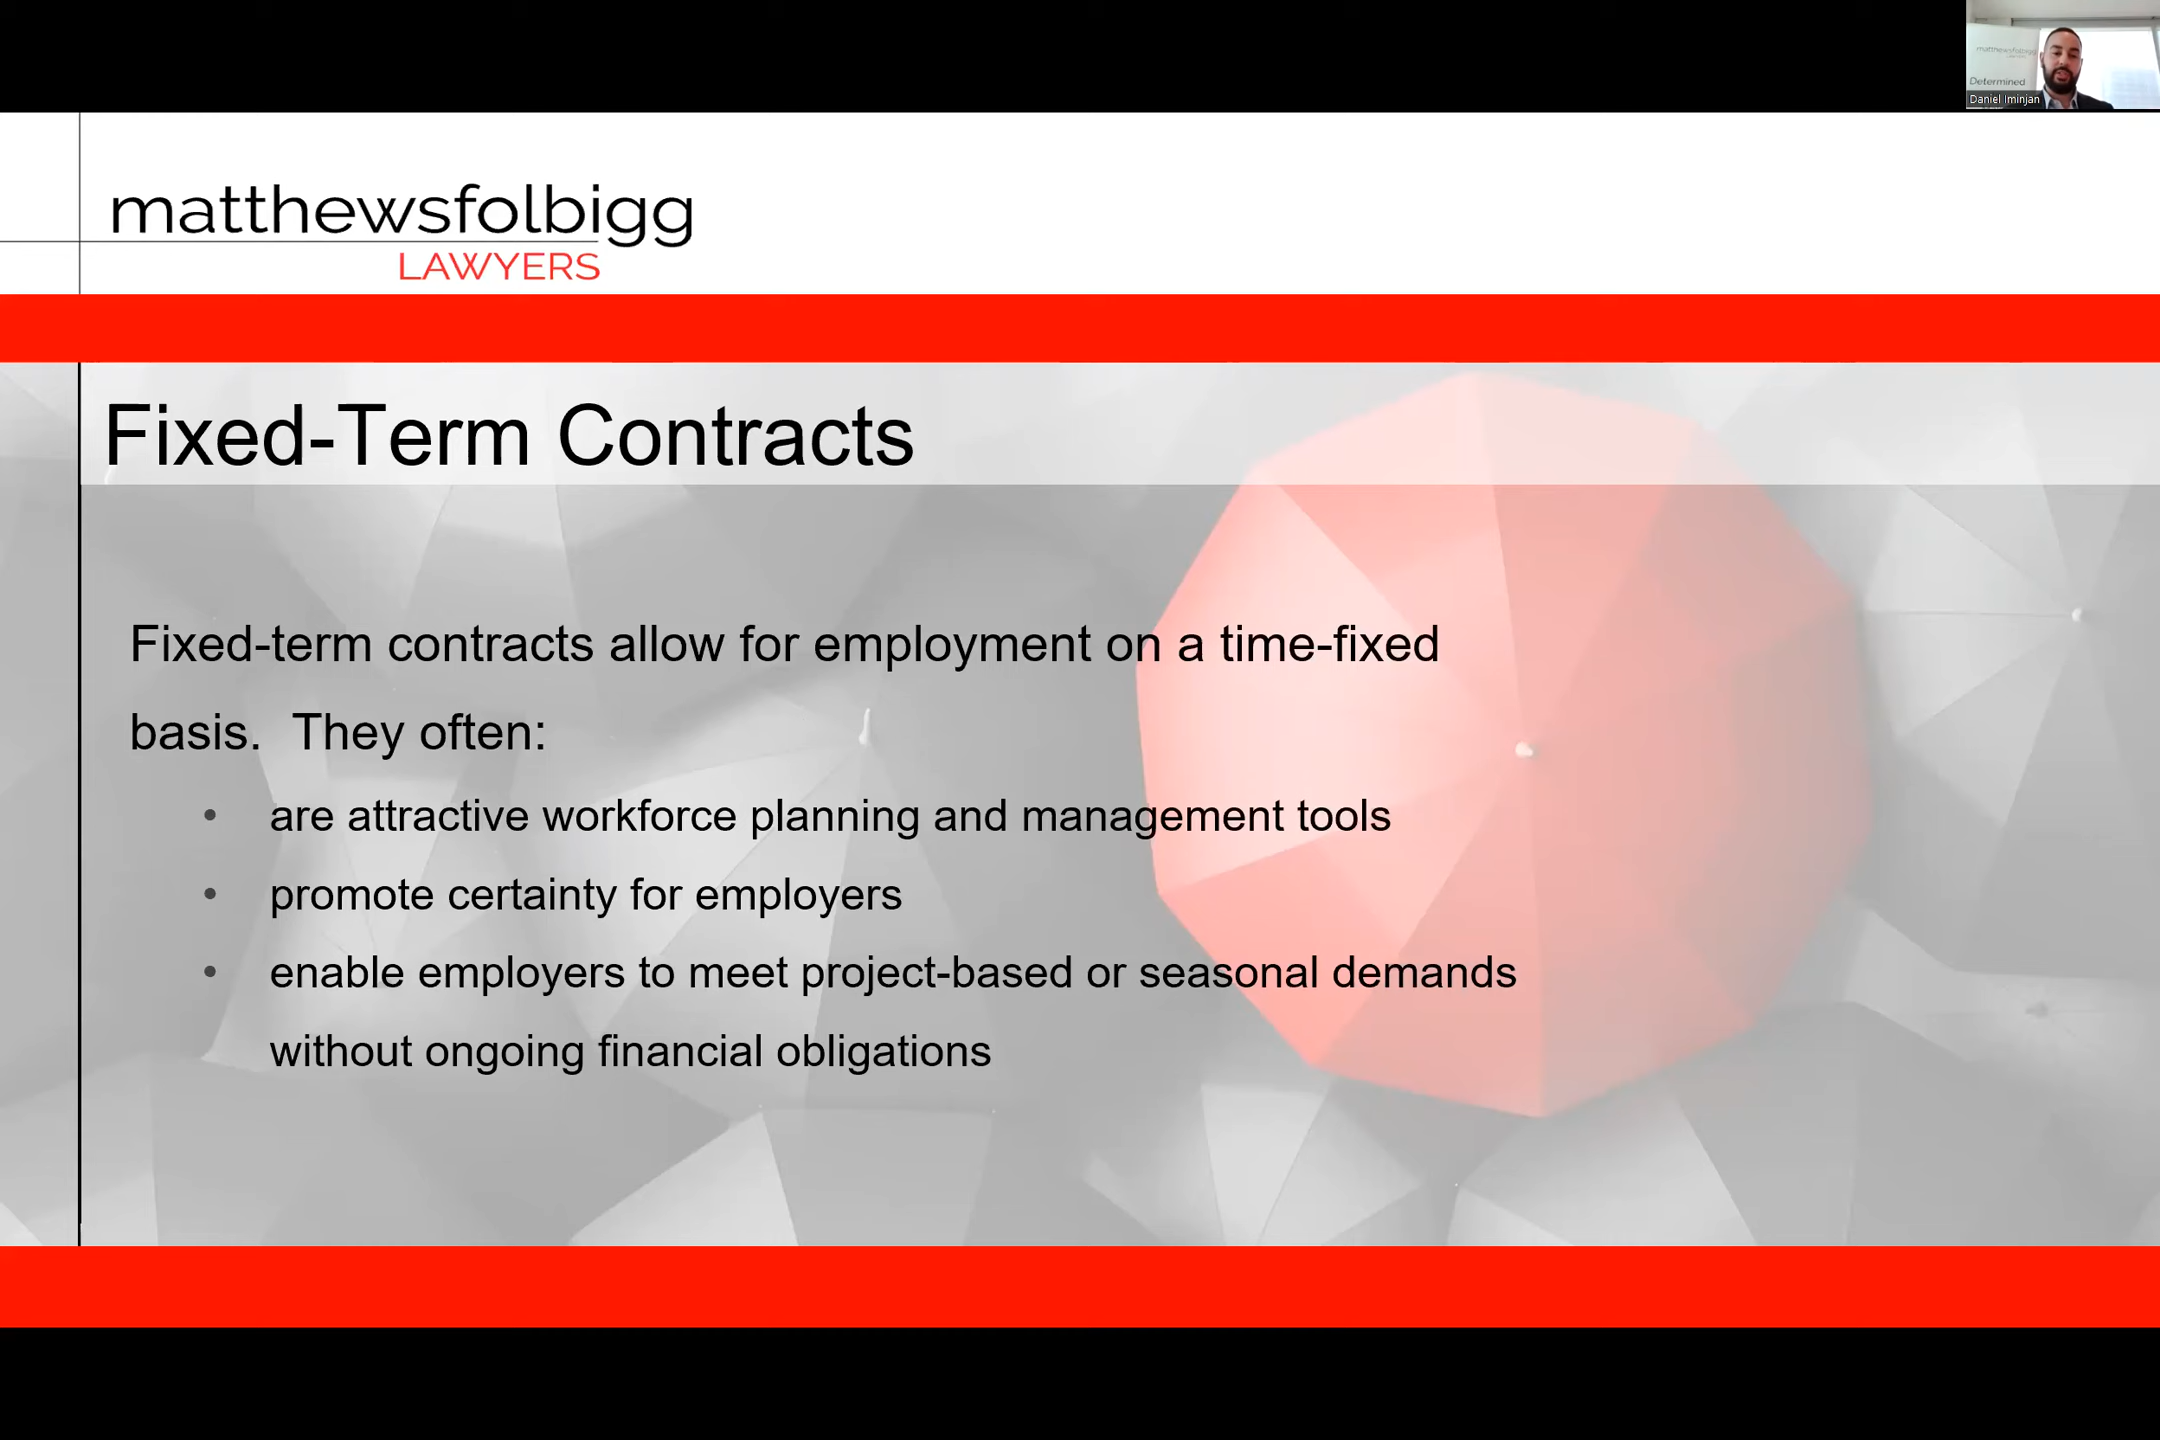 matthewsfolbigg
Determined
Daniel Iminjan
matthewsfolbigg
LAWYERS
Fixed-Term Contracts
Fixed-term contracts allow for employment on a time-fixed
basis.  They often:
• are attractive workforce planning and management tools
• promote certainty for employers
• enable employers to meet project-based or seasonal demands
without ongoing financial obligations